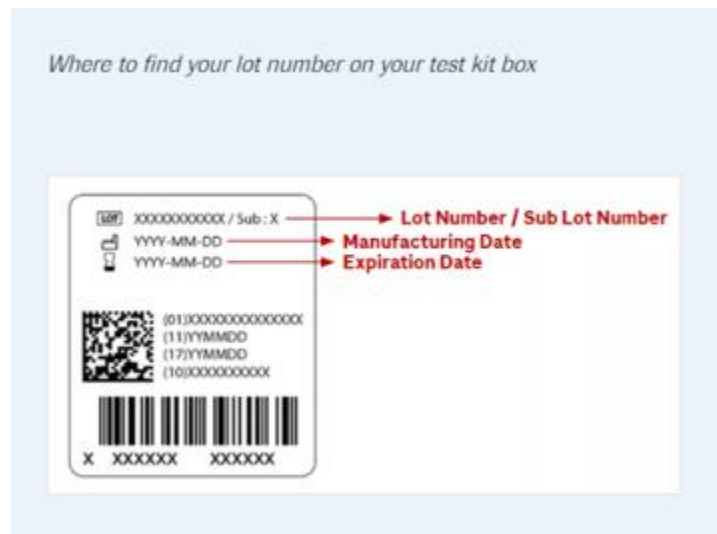 Where to find your lot number on your test kit box
LOT XXXXXXXXXXX / Sub : X Lot Number / Sub Lot Number
YYYY-MM-DD Manufacturing Date
YYYY-MM-DD Expiration Date
(01)XXXXXXXXXXXXXX
(11)YYMMDD
(17)YYMMDD
(10)XXXXXXXXXX
X XXXXXX XXXXXX